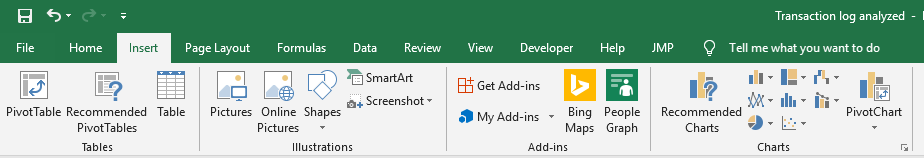 Transaction log analyzed -
File Home Insert Page Layout Formulas Data Review View Developer Help JMP Tell me what you want to do
PivotTable Recommended PivotTables Table
Pictures Online Pictures Shapes SmartArt Screenshot
Get Add-ins My Add-ins Bing Maps People Graph
Recommended Charts PivotChart
Tables Illustrations Add-ins Charts